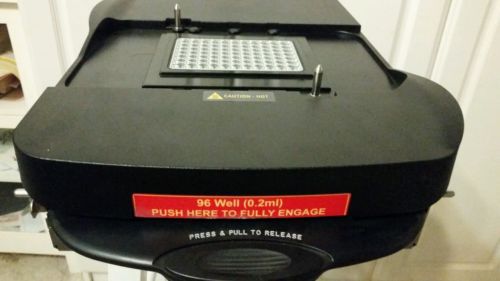 CAUTION - HOT
96 Well (0.2ml)
PUSH HERE TO FULLY ENGAGE
PRESS & PULL TO RELEASE